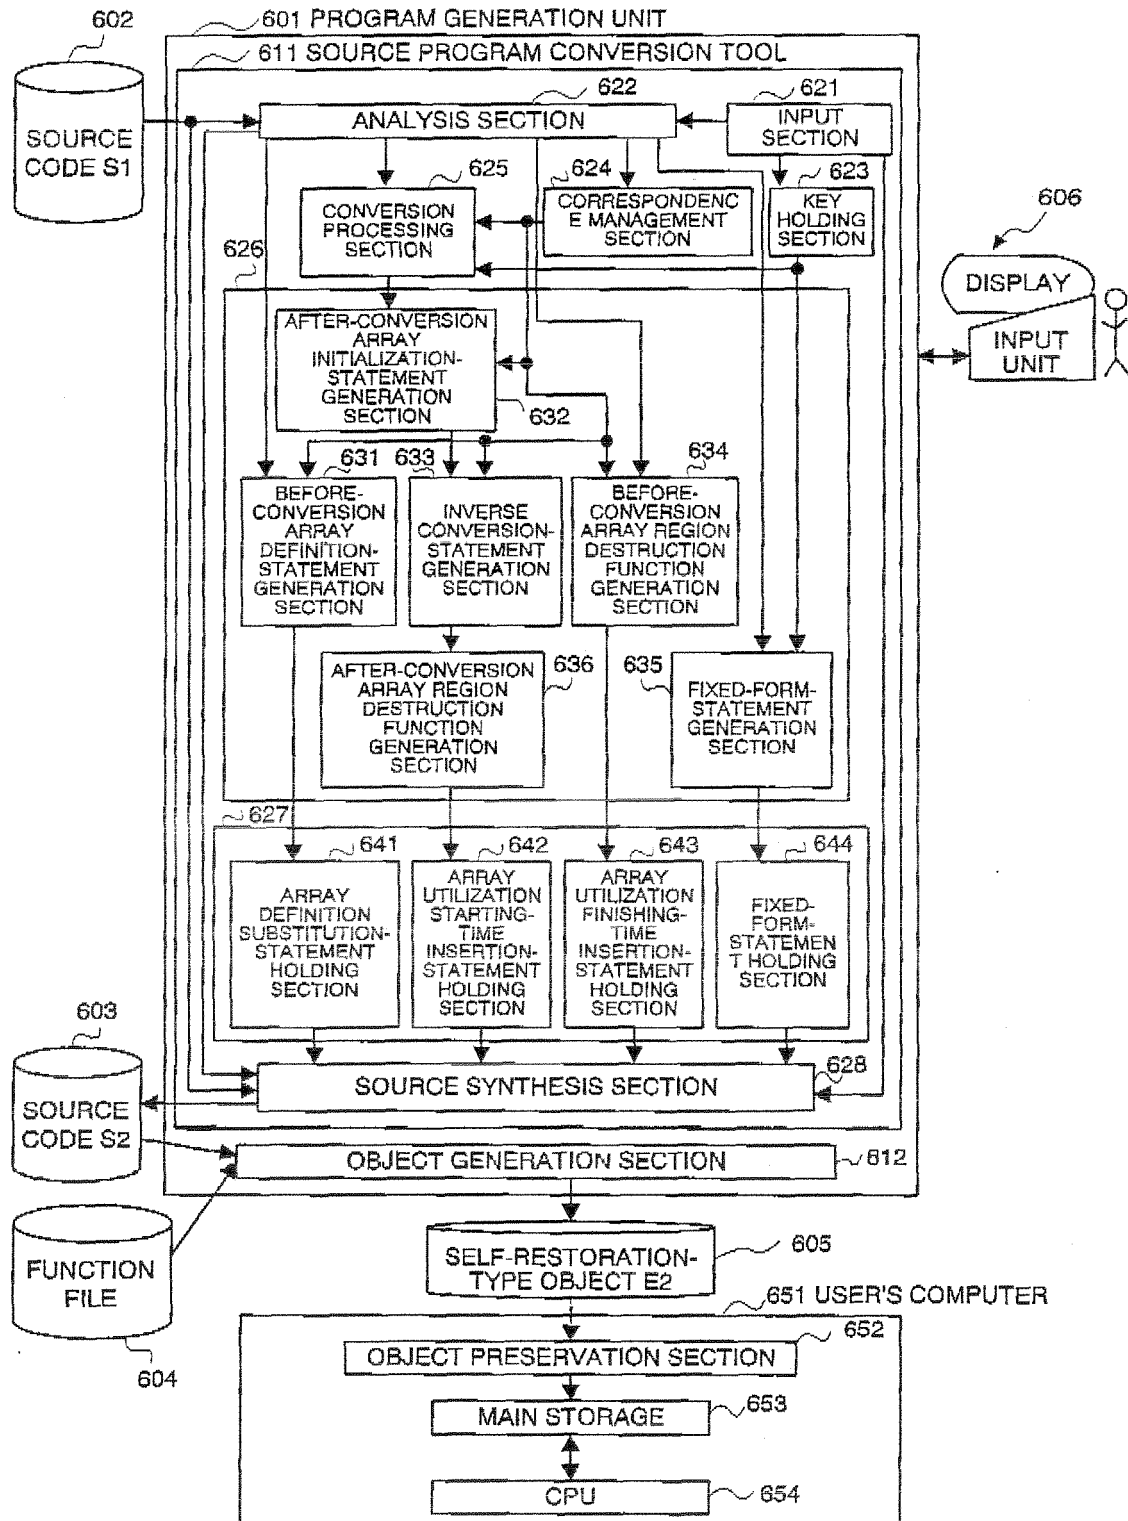 601 PROGRAM GENERATION UNIT
602
611 SOURCE PROGRAM CONVERSION TOOL
SOURCE
CODE S1
622
621
ANALYSIS SECTION
INPUT
SECTION
625
624
623
CONVERSION
PROCESSING
SECTION
CORRESPONDENC
E MANAGEMENT
SECTION
KEY
HOLDING
SECTION
606
626
DISPLAY
INPUT
UNIT
AFTER-CONVERSION
ARRAY
INITIALIZATION-
STATEMENT
GENERATION
SECTION
632
631
633
634
BEFORE-
CONVERSION
ARRAY
DEFINITION-
STATEMENT
GENERATION
SECTION
INVERSE
CONVERSION-
STATEMENT
GENERATION
SECTION
BEFORE-
CONVERSION
ARRAY REGION
DESTRUCTION
FUNCTION
GENERATION
SECTION
AFTER-CONVERSION
ARRAY REGION
DESTRUCTION
FUNCTION
GENERATION
SECTION
636
635
FIXED-FORM-
STATEMENT
GENERATION
SECTION
627
641
642
643
644
ARRAY
DEFINITION
SUBSTITUTION-
STATEMENT
HOLDING
SECTION
ARRAY
UTILIZATION
STARTING-
TIME
INSERTION-
STATEMENT
HOLDING
SECTION
ARRAY
UTILIZATION
FINISHING-
TIME
INSERTION-
STATEMENT
HOLDING
SECTION
FIXED-
FORM-
STATEMEN
T HOLDING
SECTION
603
SOURCE
CODE S2
SOURCE SYNTHESIS SECTION
628
OBJECT GENERATION SECTION
612
FUNCTION
FILE
604
SELF-RESTORATION-
TYPE OBJECT E2
605
651 USER'S COMPUTER
652
OBJECT PRESERVATION SECTION
MAIN STORAGE
653
CPU
654